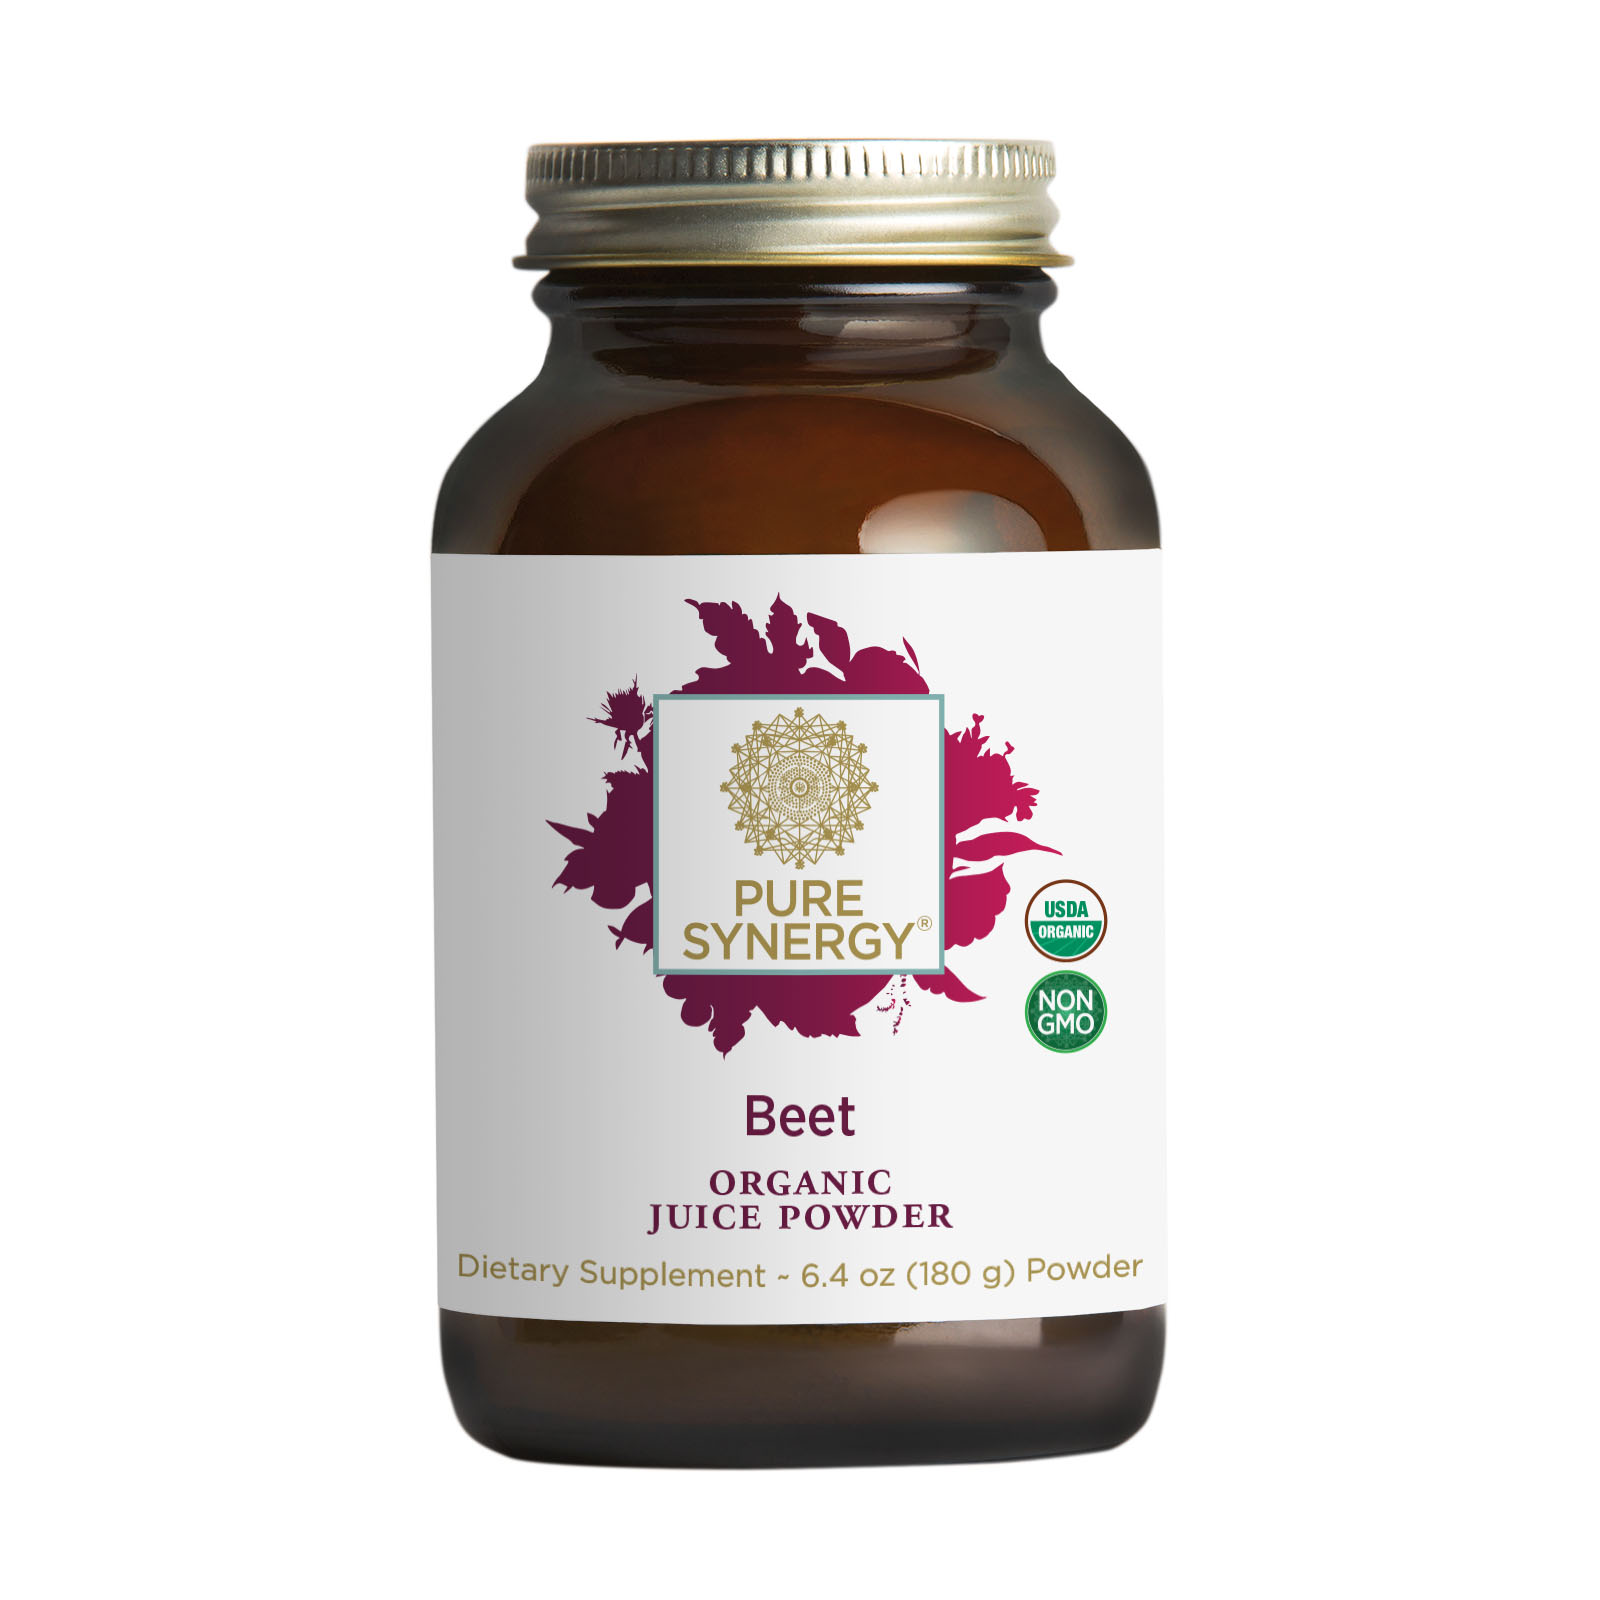 PURE
SYNERGY®
USDA
ORGANIC
NON
GMO
Beet
ORGANIC
JUICE POWDER
Dietary Supplement ~ 6.4 oz (180 g) Powder